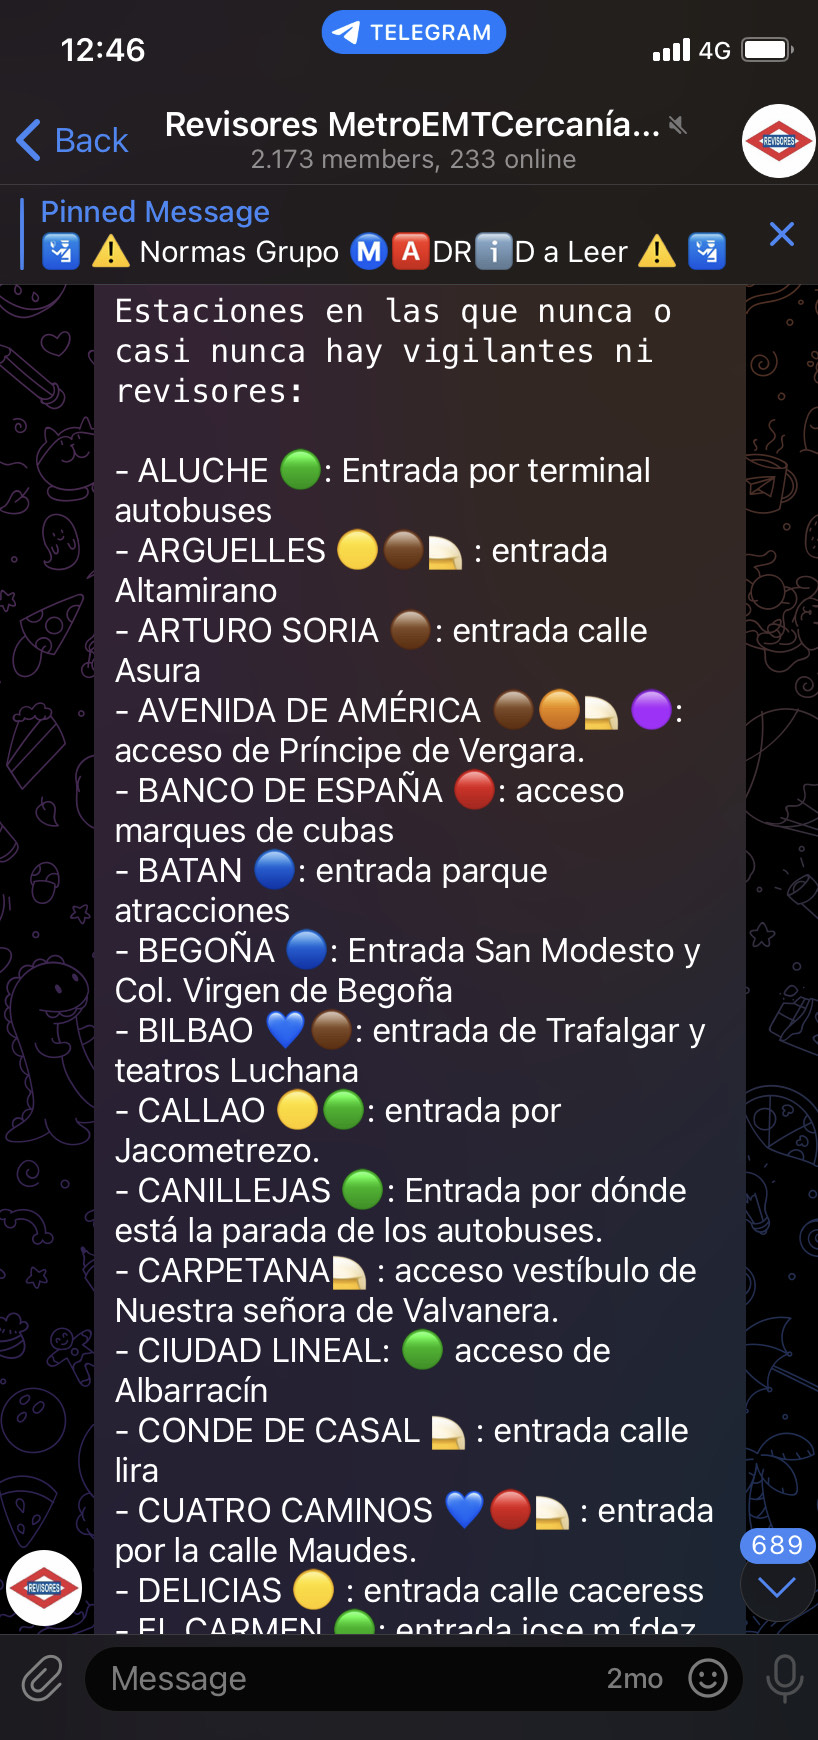 12:46
TELEGRAM
4G
Back
Revisores MetroEMTCercanía...
2.173 members, 233 online
REVISORES
Pinned Message
🛂 ⚠️ Normas Grupo Ⓜ️🅰️DRℹ️D a Leer ⚠️ 🛂
Estaciones en las que nunca o
casi nunca hay vigilantes ni
revisores:
- ALUCHE 🟢: Entrada por terminal
autobuses
- ARGUELLES 🟡🟤🫓 : entrada
Altamirano
- ARTURO SORIA 🟤: entrada calle
Asura
- AVENIDA DE AMÉRICA 🟤🟠🫓 🟣:
acceso de Príncipe de Vergara.
- BANCO DE ESPAÑA 🔴: acceso
marques de cubas
- BATAN 🔵: entrada parque
atracciones
- BEGOÑA 🔵: Entrada San Modesto y
Col. Virgen de Begoña
- BILBAO 💙🟤: entrada de Trafalgar y
teatros Luchana
- CALLAO 🟡🟢: entrada por
Jacometrezo.
- CANILLEJAS 🟢: Entrada por dónde
está la parada de los autobuses.
- CARPETANA : acceso vestíbulo de
Nuestra señora de Valvanera.
- CIUDAD LINEAL: 🟢 acceso de
Albarracín
- CONDE DE CASAL : entrada calle
lira
- CUATRO CAMINOS 💙🔴 : entrada
por la calle Maudes.
- DELICIAS 🟡 : entrada calle caceress
- EL CARMEN 🟢: entrada jose m fdez
689
REVISORES
Message
2mo